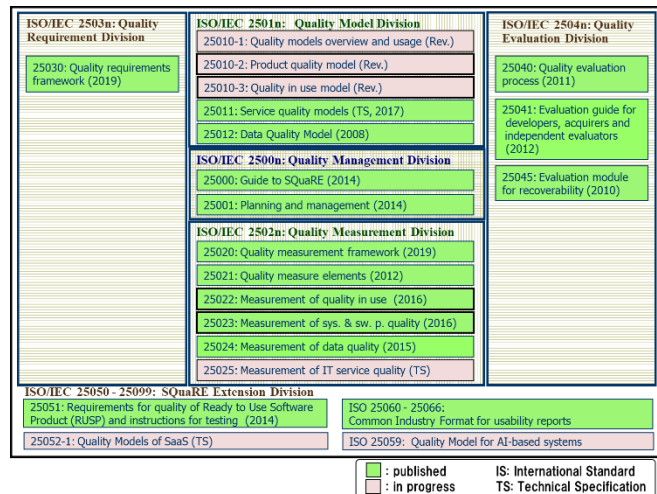 ISO/IEC 2503n: Quality
Requirement Division
25030: Quality requirements
framework (2019)
ISO/IEC 2501n: Quality Model Division
25010-1: Quality models overview and usage (Rev.)
25010-2: Product quality model (Rev.)
25010-3: Quality in use model (Rev.)
25011: Service quality models (TS, 2017)
25012: Data Quality Model (2008)
ISO/IEC 2500n: Quality Management Division
25000: Guide to SQuaRE (2014)
25001: Planning and management (2014)
ISO/IEC 2502n: Quality Measurement Division
25020: Quality measurement framework (2019)
25021: Quality measure elements (2012)
25022: Measurement of quality in use (2016)
25023: Measurement of sys. & sw. p. quality (2016)
25024: Measurement of data quality (2015)
25025: Measurement of IT service quality (TS)
ISO/IEC 2504n: Quality
Evaluation Division
25040: Quality evaluation
process (2011)
25041: Evaluation guide for
developers, acquirers and
independent evaluators
(2012)
25045: Evaluation module
for recoverability (2010)
ISO/IEC 25050 - 25099: SQuaRE Extension Division
25051: Requirements for quality of Ready to Use Software
Product (RUSP) and instructions for testing (2014)
25052-1: Quality Models of SaaS (TS)
ISO 25060 - 25066:
Common Industry Format for usability reports
ISO 25059: Quality Model for AI-based systems
: published
: in progress
IS: International Standard
TS: Technical Specification